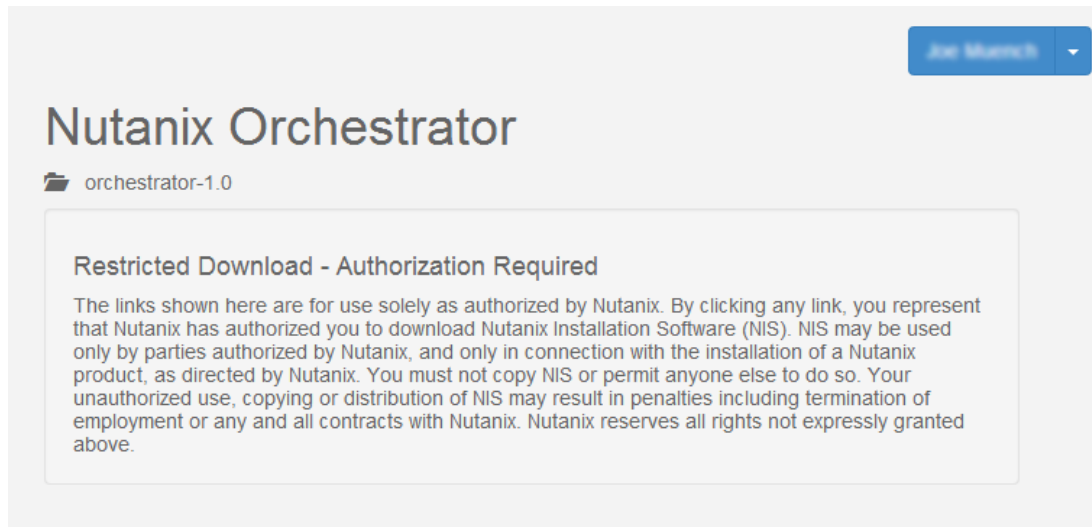 Nutanix Orchestrator
orchestrator-1.0
Restricted Download - Authorization Required
The links shown here are for use solely as authorized by Nutanix. By clicking any link, you represent
that Nutanix has authorized you to download Nutanix Installation Software (NIS). NIS may be used
only by parties authorized by Nutanix, and only in connection with the installation of a Nutanix
product, as directed by Nutanix. You must not copy NIS or permit anyone else to do so. Your
unauthorized use, copying or distribution of NIS may result in penalties including termination of
employment or any and all contracts with Nutanix. Nutanix reserves all rights not expressly granted
above.